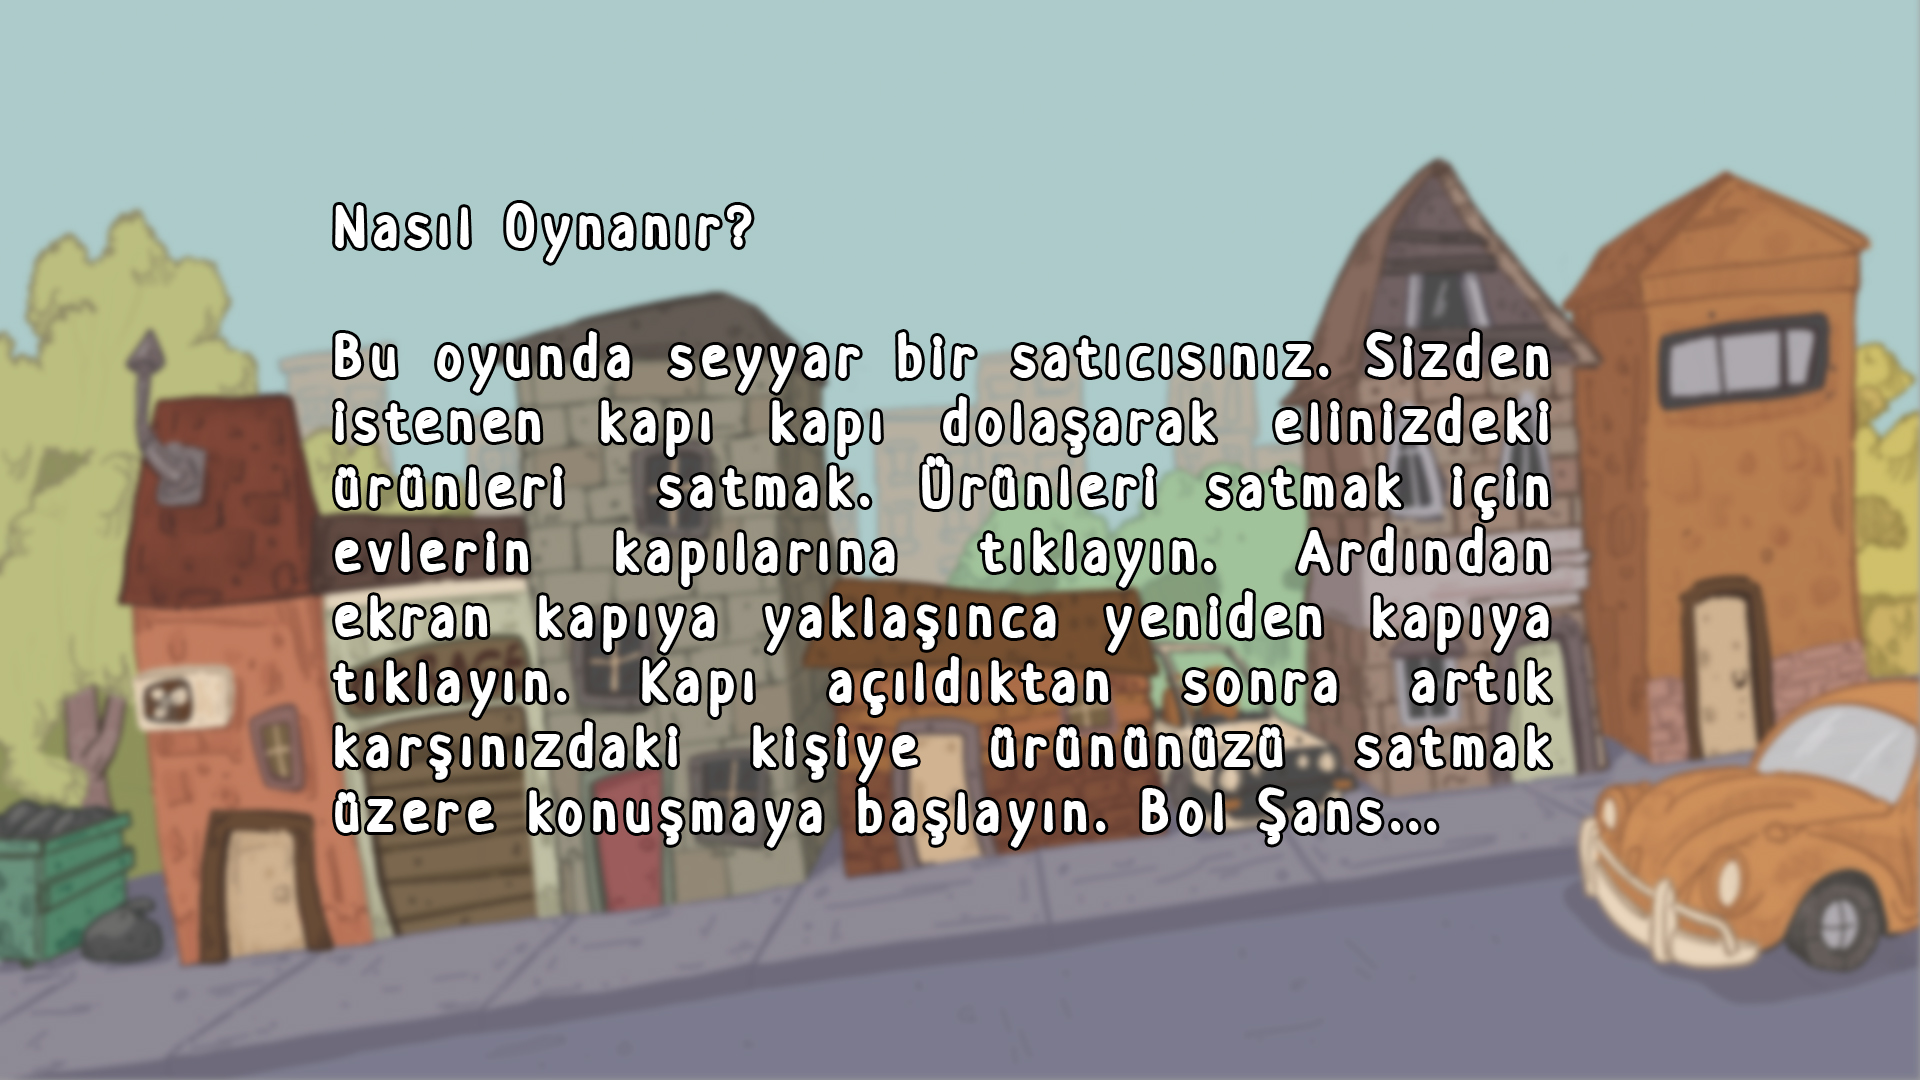 Nasıl Oynanır?
Bu oyunda seyyar bir satıcısınız. Sizden
istenen kapı kapı dolaşarak elinizdeki
ürünleri satmak. Ürünleri satmak için
evlerin kapılarına tıklayın. Ardından
ekran kapıya yaklaşınca yeniden kapıya
tıklayın. Kapı açıldıktan sonra artık
karşınızdaki kişiye ürününüzü satmak
üzere konuşmaya başlayın. Bol Şans...